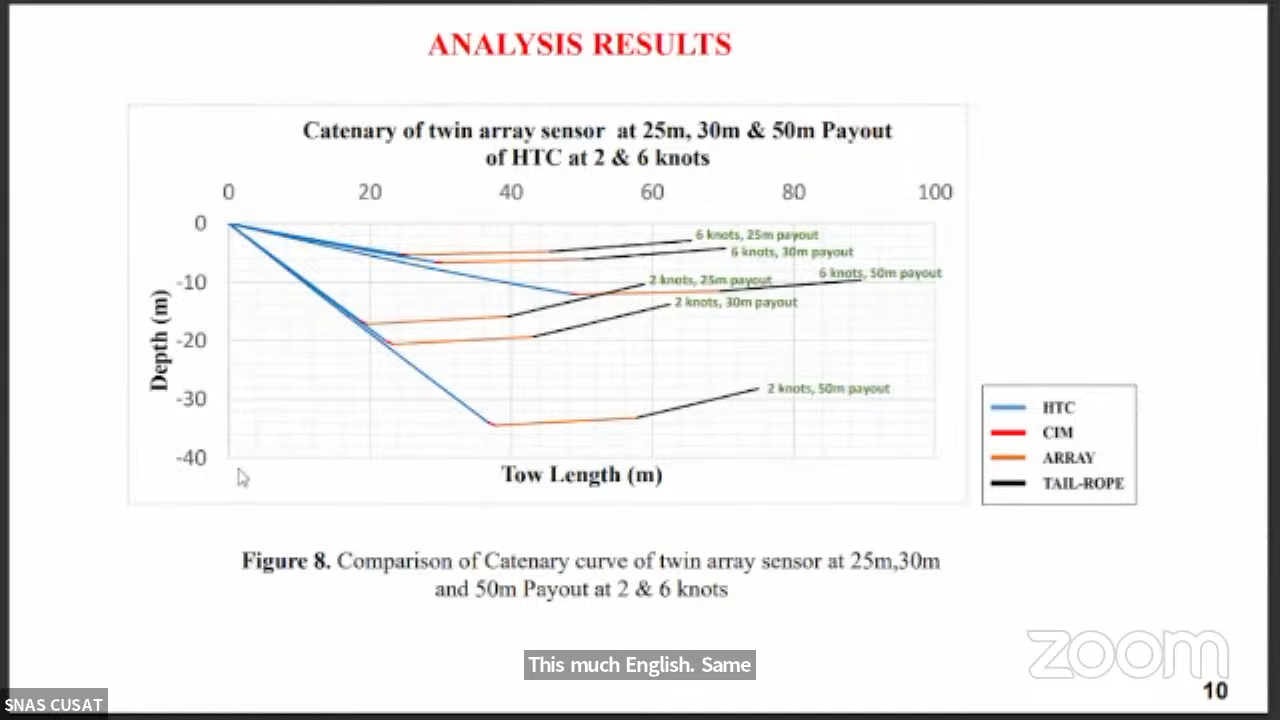 ANALYSIS RESULTS
Catenary of twin array sensor at 25m, 30m & 50m Payout
of HTC at 2 & 6 knots
0 20 40 60 80 100
0
-10
-20
-30
-40
Depth (m)
6 knots, 25m payout
6 knots, 30m payout
6 knots, 50m payout
2 knots, 25m payout
2 knots, 30m payout
2 knots, 50m payout
Tow Length (m)
HTC
CIM
ARRAY
TAIL-ROPE
Figure 8. Comparison of Catenary curve of twin array sensor at 25m,30m
and 50m Payout at 2 & 6 knots
zoom
This much English. Same
10
SNAS CUSAT